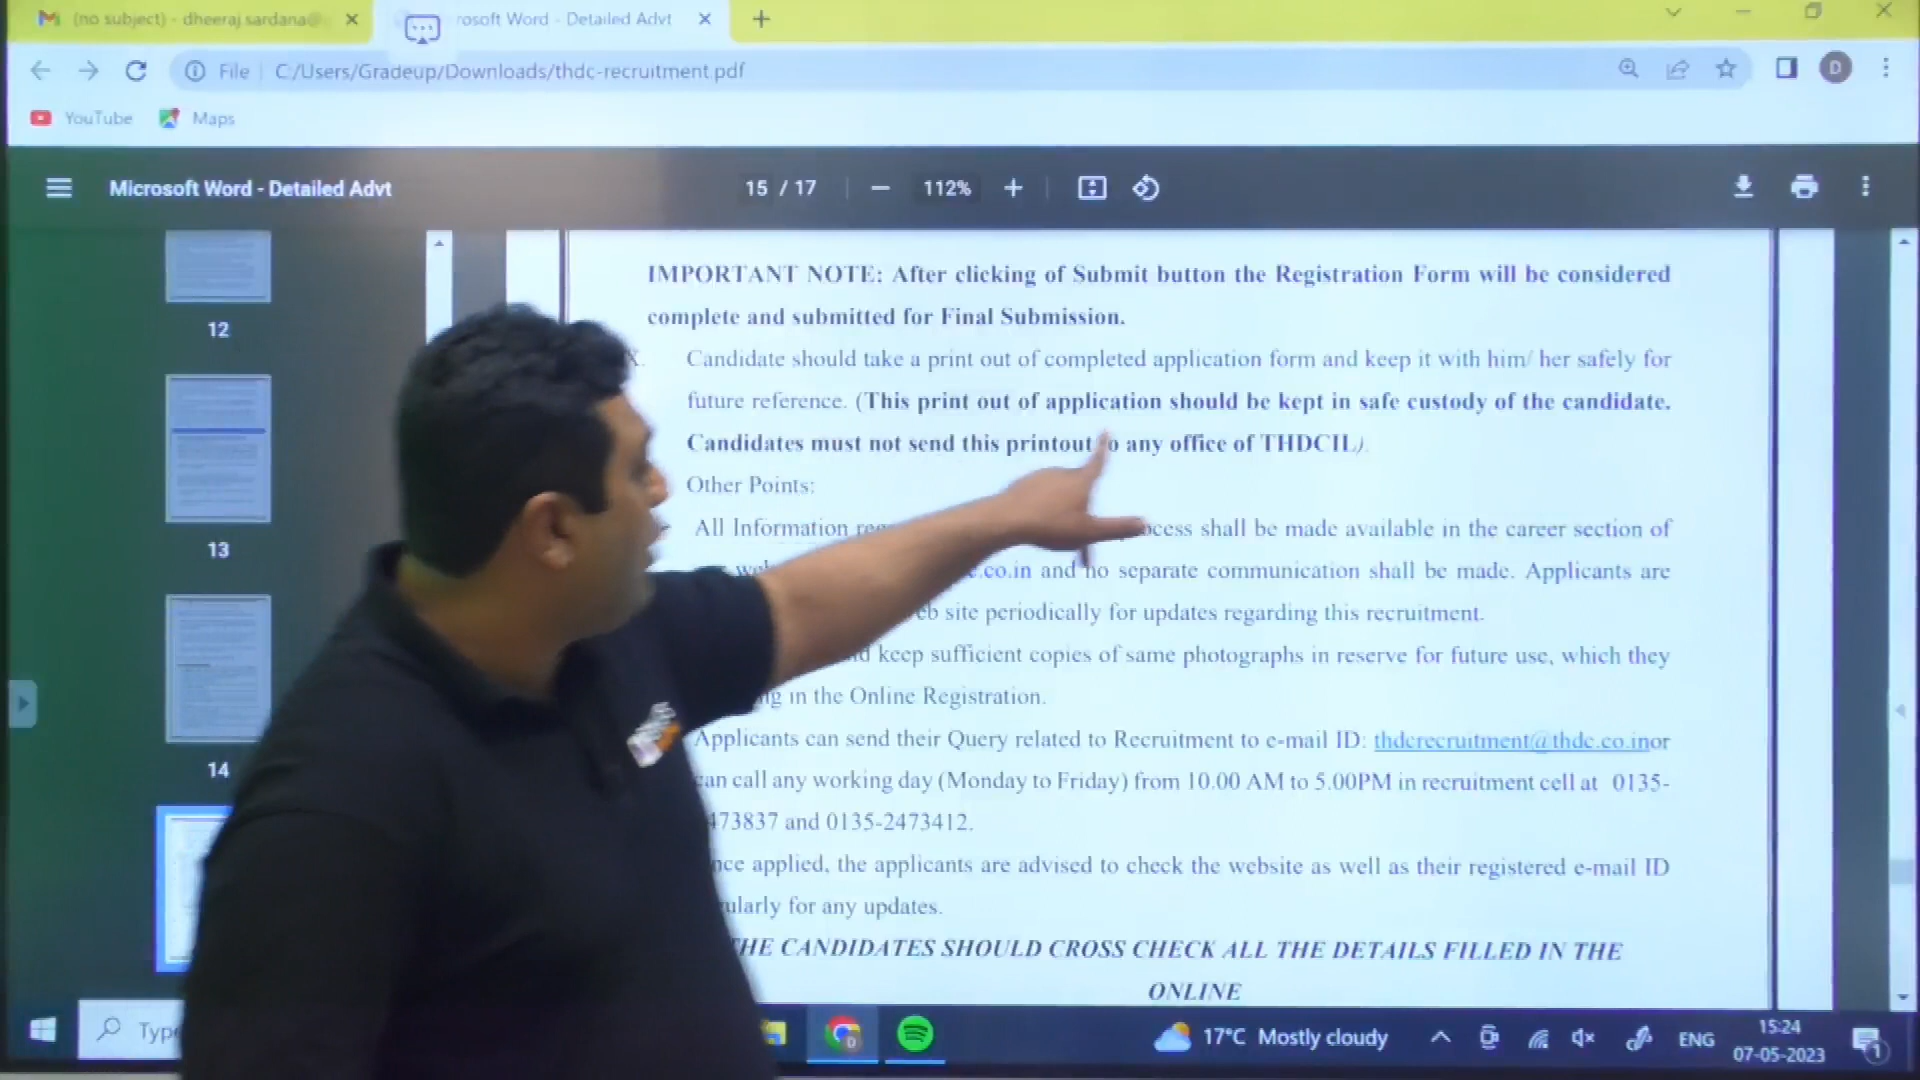 (no subject) - dheeraj.sardana@
rosoft Word - Detailed Advt
File C:/Users/Gradeup/Downloads/thdc-recruitment.pdf
D
YouTube Maps
Microsoft Word - Detailed Advt 15 / 17 112%
12
13
14
IMPORTANT NOTE: After clicking of Submit button the Registration Form will be considered
complete and submitted for Final Submission.
X. Candidate should take a print out of completed application form and keep it with him/ her safely for
future reference. (This print out of application should be kept in safe custody of the candidate.
Candidates must not send this printout to any office of THDCIL).
Other Points:
All Information shall be made available in the career section of
.co.in and no separate communication shall be made. Applicants are
site periodically for updates regarding this recruitment.
keep sufficient copies of same photographs in reserve for future use, which they
in the Online Registration.
Applicants can send their Query related to Recruitment to e-mail ID: thdcrecruitment@thdc.co.inor
can call any working day (Monday to Friday) from 10.00 AM to 5.00PM in recruitment cell at 0135-
473837 and 0135-2473412.
applied, the applicants are advised to check the website as well as their registered e-mail ID
for any updates.
THE CANDIDATES SHOULD CROSS CHECK ALL THE DETAILS FILLED IN THE
ONLINE
Type
17°C Mostly cloudy ENG 15:24
07-05-2023
1